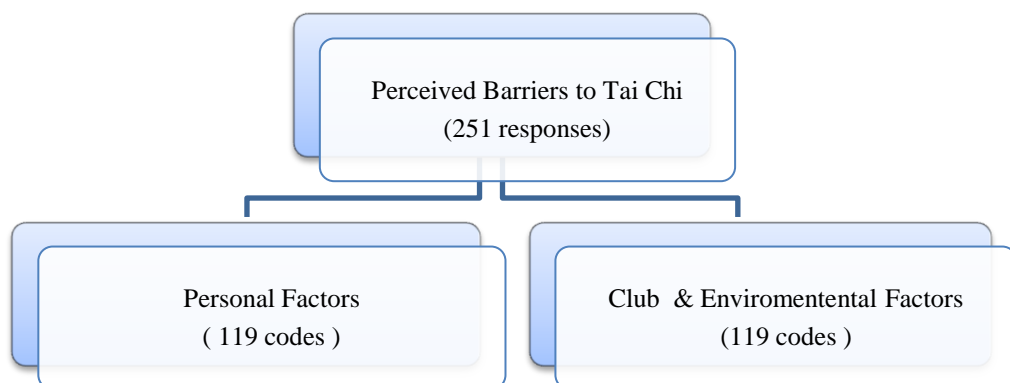 Perceived Barriers to Tai Chi
(251 responses)
Personal Factors
( 119 codes )
Club & Enviromentental Factors
(119 codes )